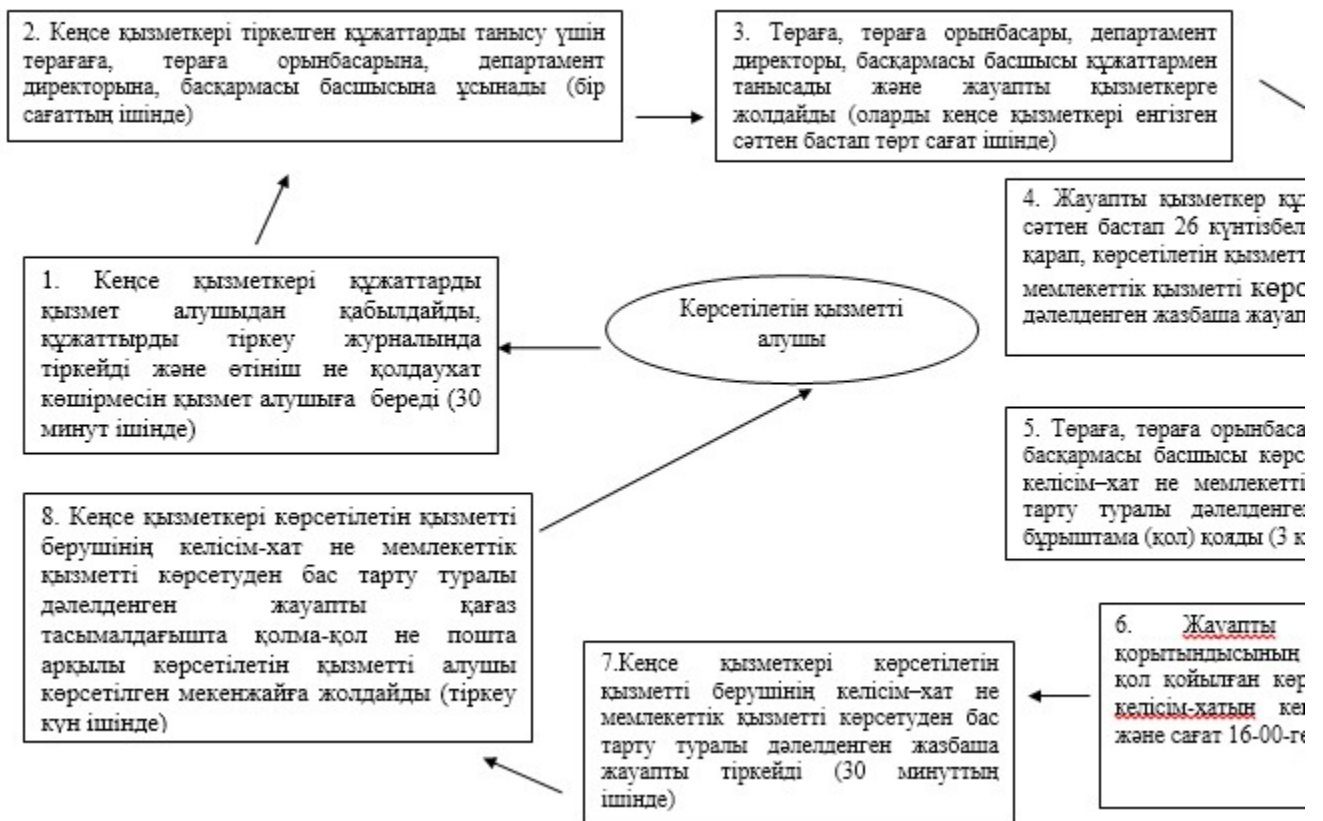 2. Кеңсе қызметкері тіркелген құжаттарды танысу үшін
төрағаға, төраға орынбасарына, департамент
директорына, басқармасы басшысына ұсынады (бір
сағаттың ішінде)
3. Төраға, төраға орынбасары, департамент
директоры, басқармасы басшысы құжаттармен
танысады және жауапты қызметкерге
жолдайды (оларды кеңсе қызметкері енгізген
сәттен бастап төрт сағат ішінде)
4. Жауапты қызметкер
сәттен бастап 26
қарап, көрсетілетін
мемлекеттік қызметті
дәлелденген жазбаша
1. Кеңсе қызметкері құжаттарды
қызмет алушыдан қабылдайды,
құжаттырды тіркеу журналында
тіркейді және өтініш не қолдаухат
көшірмесін қызмет алушыға береді (30
минут ішінде)
Көрсетілетін қызметті
алушы
5. Төраға, төраға
басқармасы басшысы
келісім–хат не
тарту туралы
бұрыштама (қол) қояды (3
8. Кеңсе қызметкері көрсетілетін қызметті
берушінің келісім-хат не мемлекеттік
қызметті көрсетуден бас тарту туралы
дәлелденген жауапты қағаз
тасымалдағышта қолма-қол не пошта
арқылы көрсетілетін қызметті алушы
көрсетілген мекенжайға жолдайды (тіркеу
күн ішінде)
7.Кеңсе қызметкері көрсетілетін
қызметті берушінің келісім–хат не
мемлекеттік қызметті көрсетуден бас
тарту туралы дәлелденген жазбаша
жауапты тіркейді (30 минуттың
ішінде)
6. Жауапты
қорытындысының
қол қойылған
келісім-хатын
және сағат